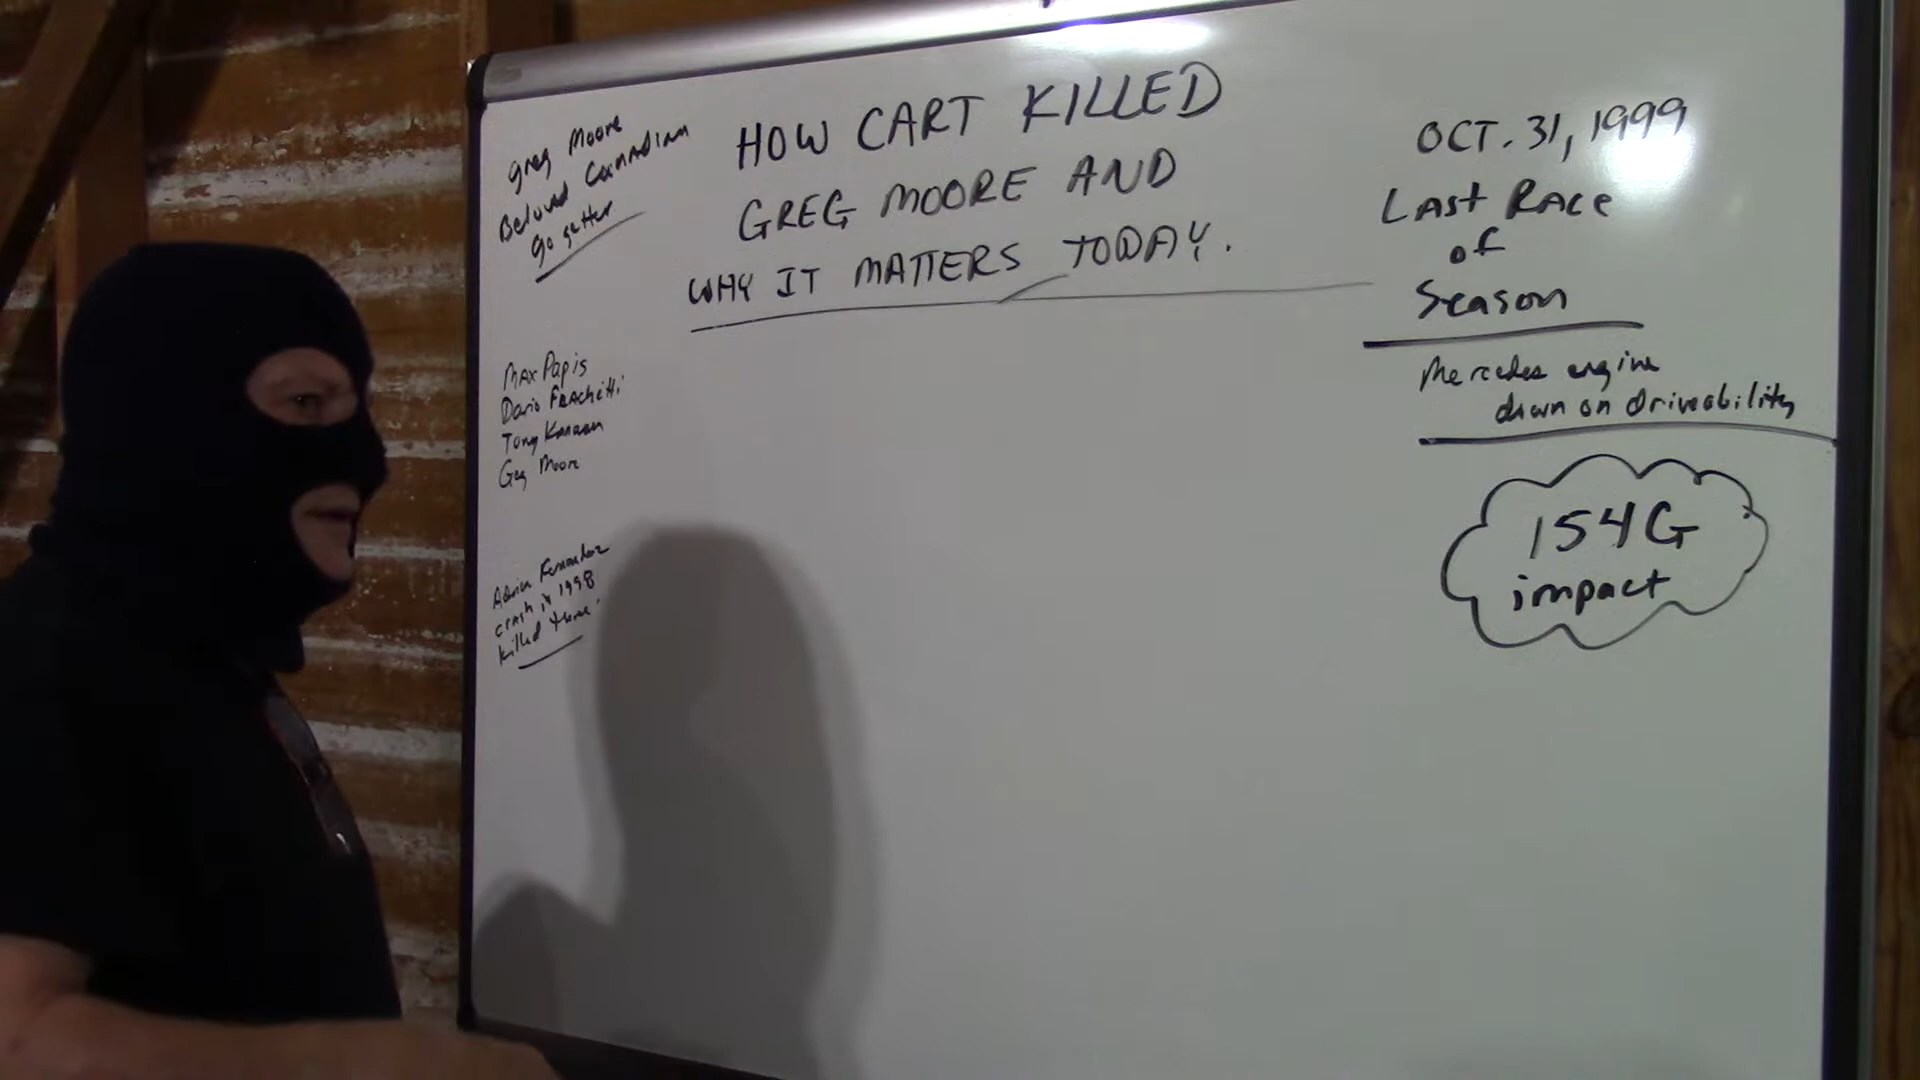 Greg Moore
Beloved Canadian
go getter
HOW CART KILLED
GREG MOORE AND
WHY IT MATTERS TODAY.
OCT. 31, 1999
LAST RACE
of
Season
Mercedes engine
down on driveability
154G
impact
Max Papis
Dario FRAchetti
Tony Kanaan
Greg Moore
Adrian Fernandez
crash in 1998
killed three